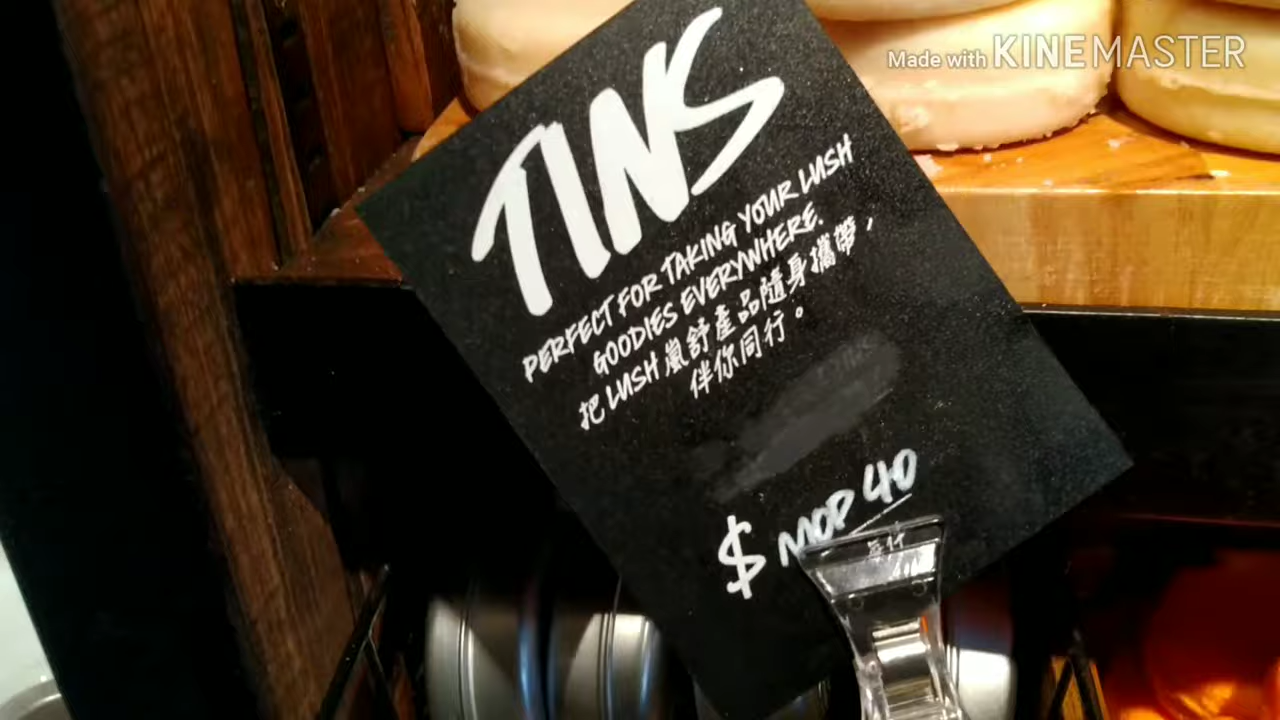 Made with KINEMASTER
TINS
PERFECT FOR TAKING YOUR LUSH
GOODIES EVERYWHERE.
把 LUSH 嵐舒產品隨身攜帶，
伴你同行。
$ MOP 40